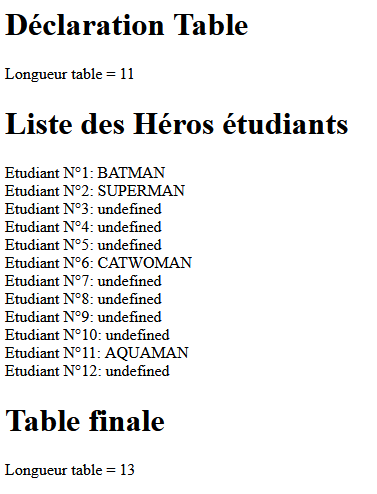 Déclaration Table
Longueur table = 11
Liste des Héros étudiants
Etudiant N°1: BATMAN
Etudiant N°2: SUPERMAN
Etudiant N°3: undefined
Etudiant N°4: undefined
Etudiant N°5: undefined
Etudiant N°6: CATWOMAN
Etudiant N°7: undefined
Etudiant N°8: undefined
Etudiant N°9: undefined
Etudiant N°10: undefined
Etudiant N°11: AQUAMAN
Etudiant N°12: undefined
Table finale
Longueur table = 13